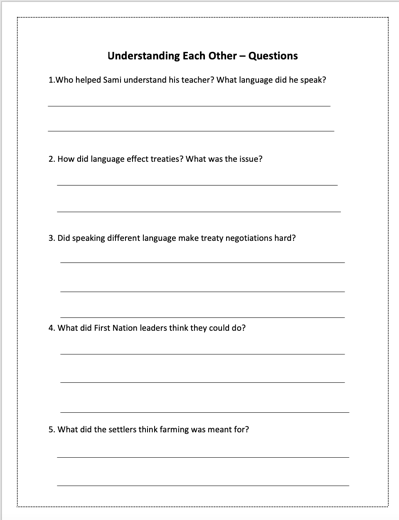 Understanding Each Other – Questions
1.Who helped Sami understand his teacher? What language did he speak?
2. How did language effect treaties? What was the issue?
3. Did speaking different language make treaty negotiations hard?
4. What did First Nation leaders think they could do?
5. What did the settlers think farming was meant for?